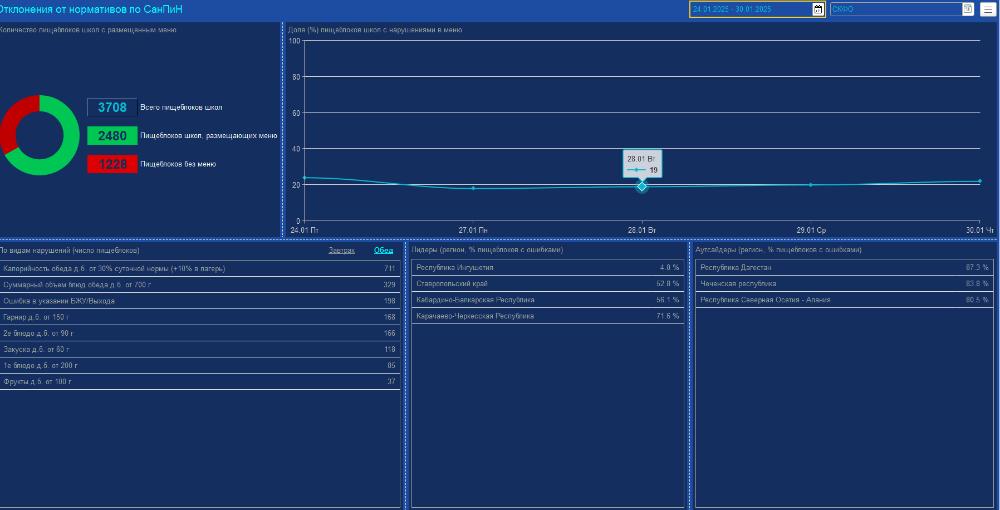 Отклонения от нормативов по СанПиН
24.01.2025 - 30.01.2025
СКФО
Количество пищеблоков школ с размещенным меню
3708 Всего пищеблоков школ
2480 Пищеблоков школ, размещающих меню
1228 Пищеблоков без меню
Доля (%) пищеблоков школ с нарушениями в меню
100
80
60
40
20
0
28.01 Вт
19
24.01 Пт 27.01 Пн 28.01 Вт 29.01 Ср 30.01 Чт
По видам нарушений (число пищеблоков) Завтрак Обед
Калорийность обеда д.б. от 30% суточной нормы (+10% в лагерь) 711
Суммарный объем блюд обеда д.б. от 700 г 329
Ошибка в указании БЖУ/Выхода 198
Гарнир д.б. от 150 г 168
2е блюдо д.б. от 90 г 166
Закуска д.б. от 60 г 118
1е блюдо д.б. от 200 г 85
Фрукты д.б. от 100 г 37
Лидеры (регион, % пищеблоков с ошибками)
Республика Ингушетия 4.8 %
Ставропольский край 52.8 %
Кабардино-Балкарская Республика 56.1 %
Карачаево-Черкесская Республика 71.6 %
Аутсайдеры (регион, % пищеблоков с ошибками)
Республика Дагестан 87.3 %
Чеченская республика 83.8 %
Республика Северная Осетия - Алания 80.5 %